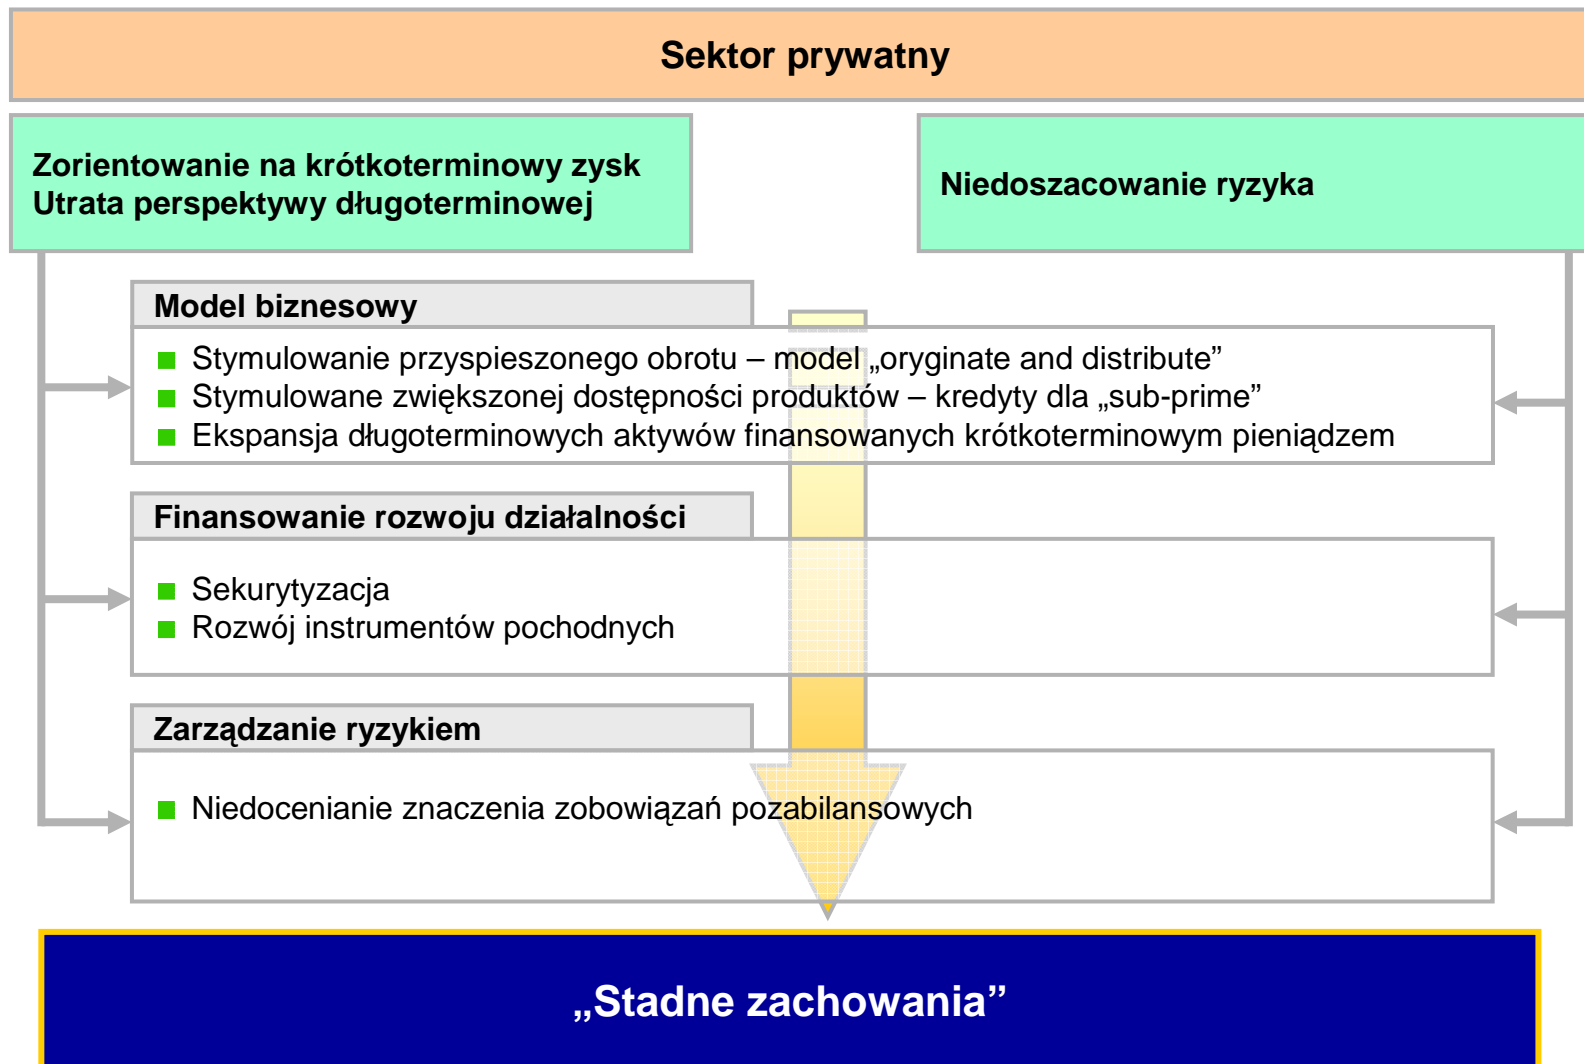 Sektor prywatny
Zorientowanie na krótkoterminowy zysk
Utrata perspektywy długoterminowej
Niedoszacowanie ryzyka
Model biznesowy
Stymulowanie przyspieszonego obrotu – model „oryginate and distribute”
Stymulowane zwiększonej dostępności produktów – kredyty dla „sub-prime”
Ekspansja długoterminowych aktywów finansowanych krótkoterminowym pieniądzem
Finansowanie rozwoju działalności
Sekurytyzacja
Rozwój instrumentów pochodnych
Zarządzanie ryzykiem
Niedocenianie znaczenia zobowiązań pozabilansowych
„Stadne zachowania”